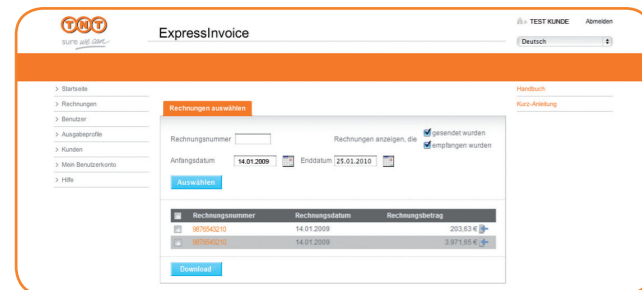 TNT
sure we can
ExpressInvoice
TEST KUNDE Abmelden
Deutsch
> Startseite
> Rechnungen
> Benutzer
> Ausgabeprofile
> Kunden
> Mein Benutzerkonto
> Hilfe
Handbuch
Kurz-Anleitung
Rechnungen auswählen
Rechnungsnummer Rechnungen anzeigen, die gesendet wurden
empfangen wurden
Anfangsdatum 14.01.2009 Enddatum 25.01.2010
Auswählen
Rechnungsnummer Rechnungsdatum Rechnungsbetrag
9876543210 14.01.2009 203,63 €
9876543210 14.01.2009 3.971,55 €
Download